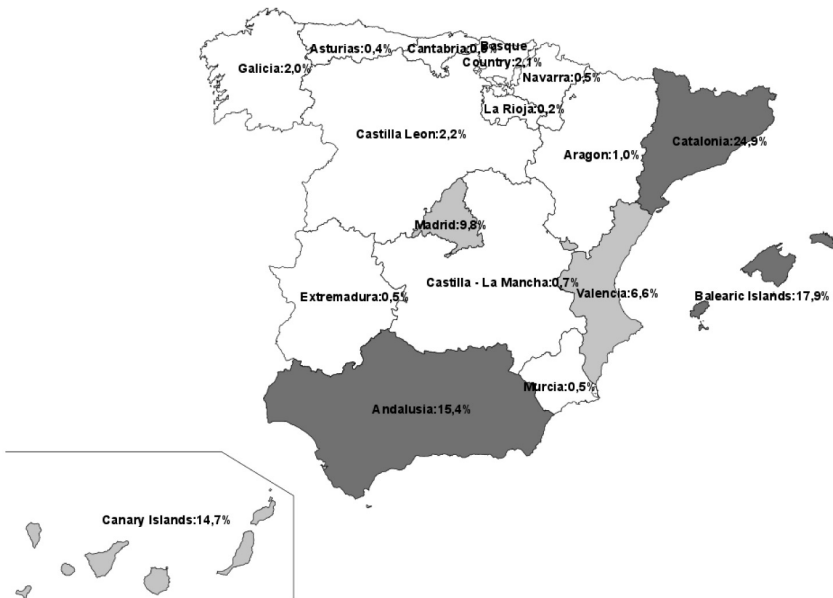 Asturias:0,4%
Cantabria:0,5%
Basque
Country:2,1%
Galicia:2,0%
Navarra:0,5%
La Rioja:0,2%
Castilla Leon:2,2%
Catalonia:24,9%
Aragon:1,0%
Madrid:9,8%
Castilla - La Mancha:0,7%
Extremadura:0,5%
Valencia:6,6%
Balearic Islands:17,9%
Murcia:0,5%
Andalusia:15,4%
Canary Islands:14,7%